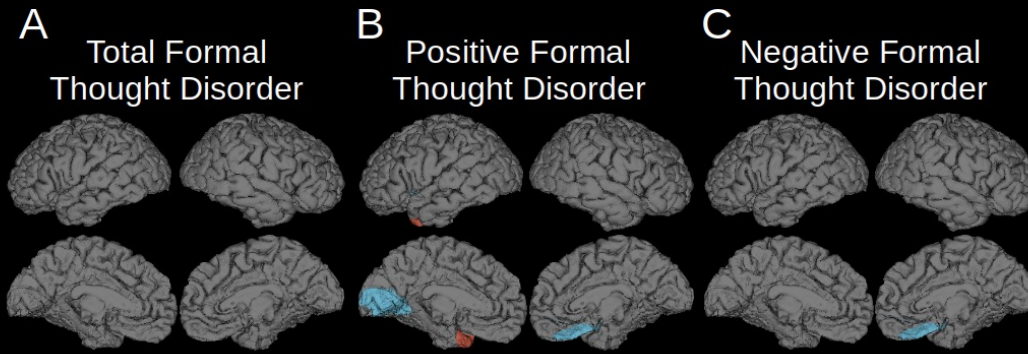 A
Total Formal
Thought Disorder
B
Positive Formal
Thought Disorder
C
Negative Formal
Thought Disorder